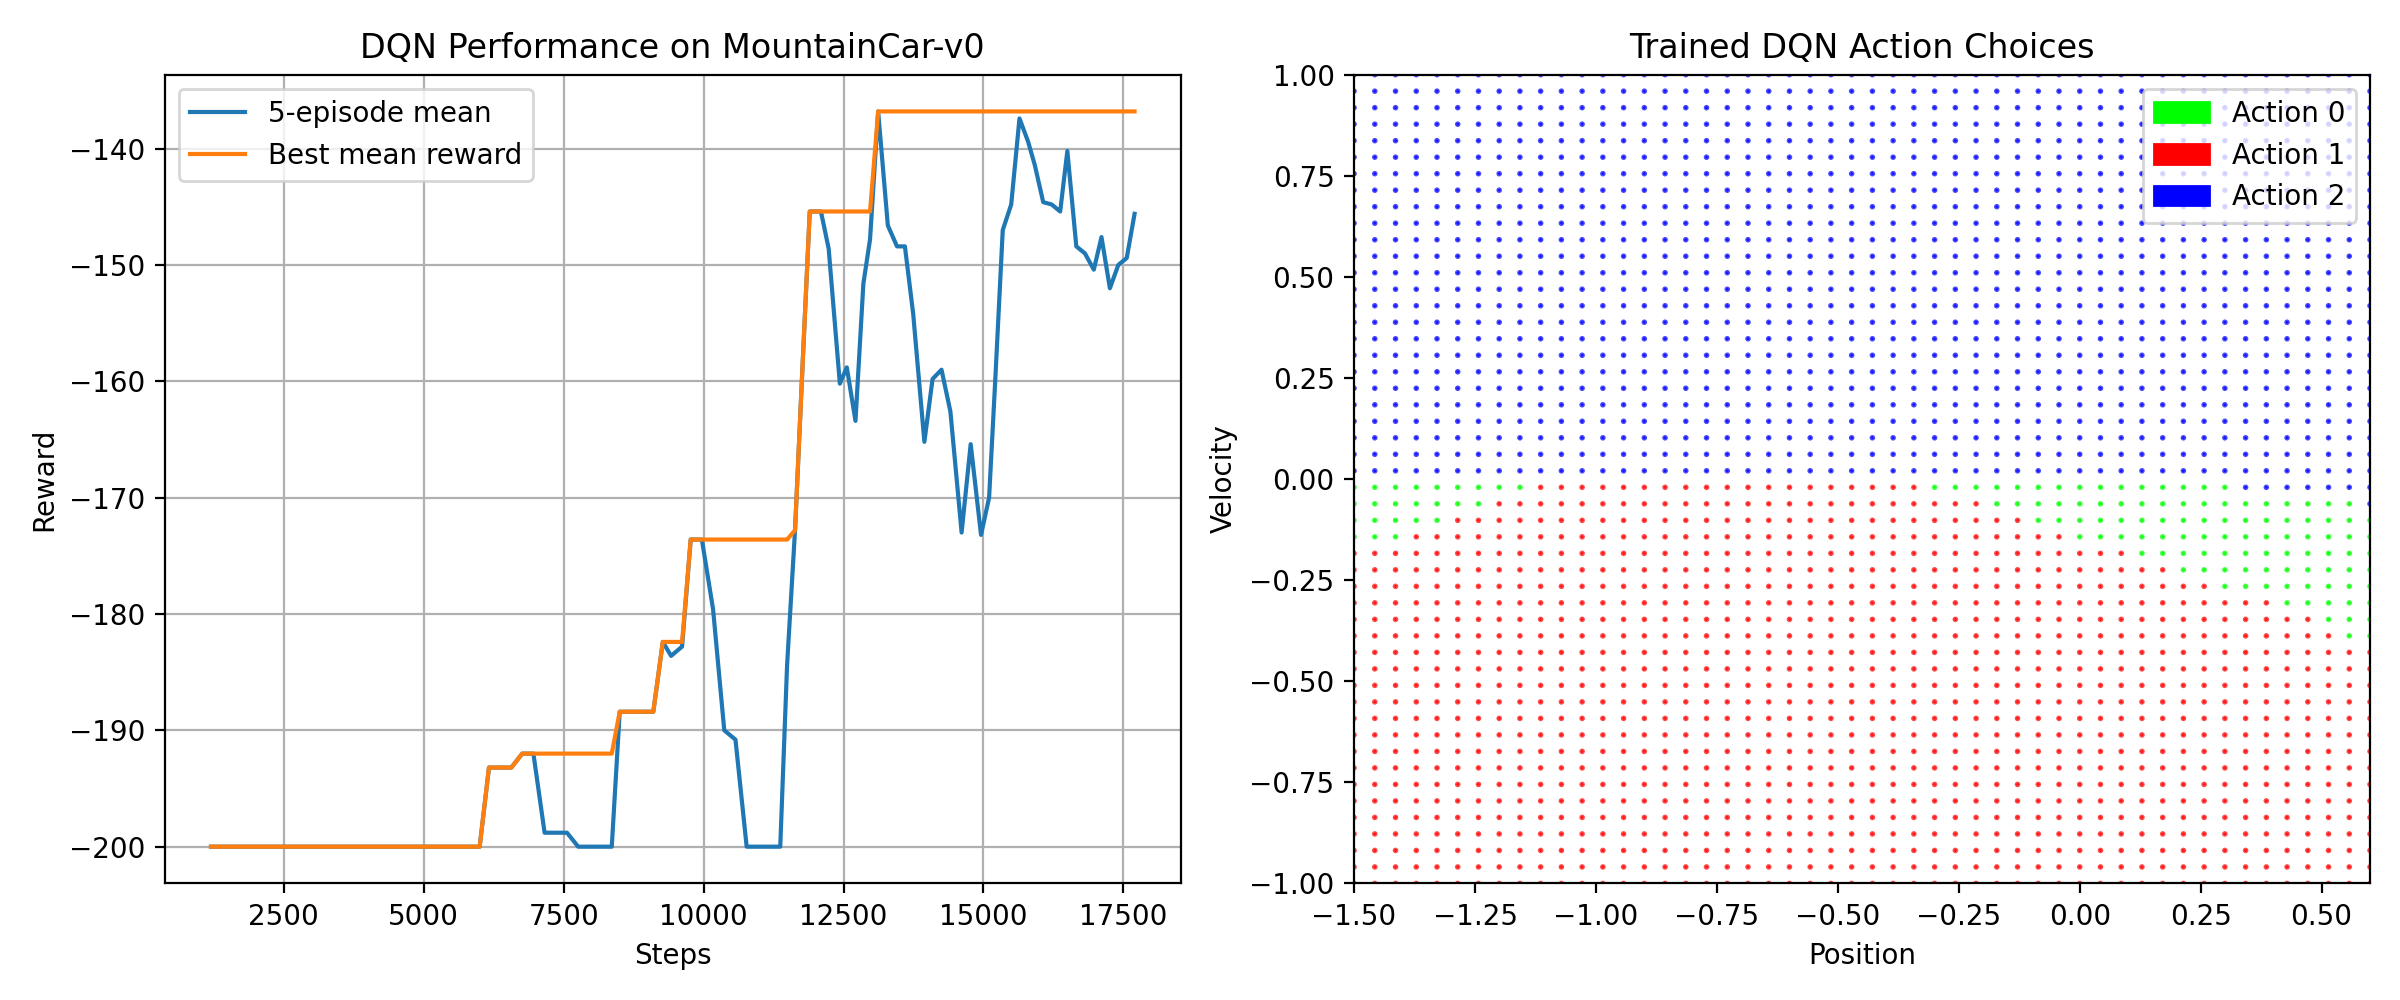 DQN Performance on MountainCar-v0
5-episode mean
Best mean reward
−140
−150
−160
−170
−180
−190
−200
Reward
2500 5000 7500 10000 12500 15000 17500
Steps
Trained DQN Action Choices
Action 0
Action 1
Action 2
1.00
0.75
0.50
0.25
0.00
−0.25
−0.50
−0.75
−1.00
Velocity
−1.50 −1.25 −1.00 −0.75 −0.50 −0.25 0.00 0.25 0.50
Position